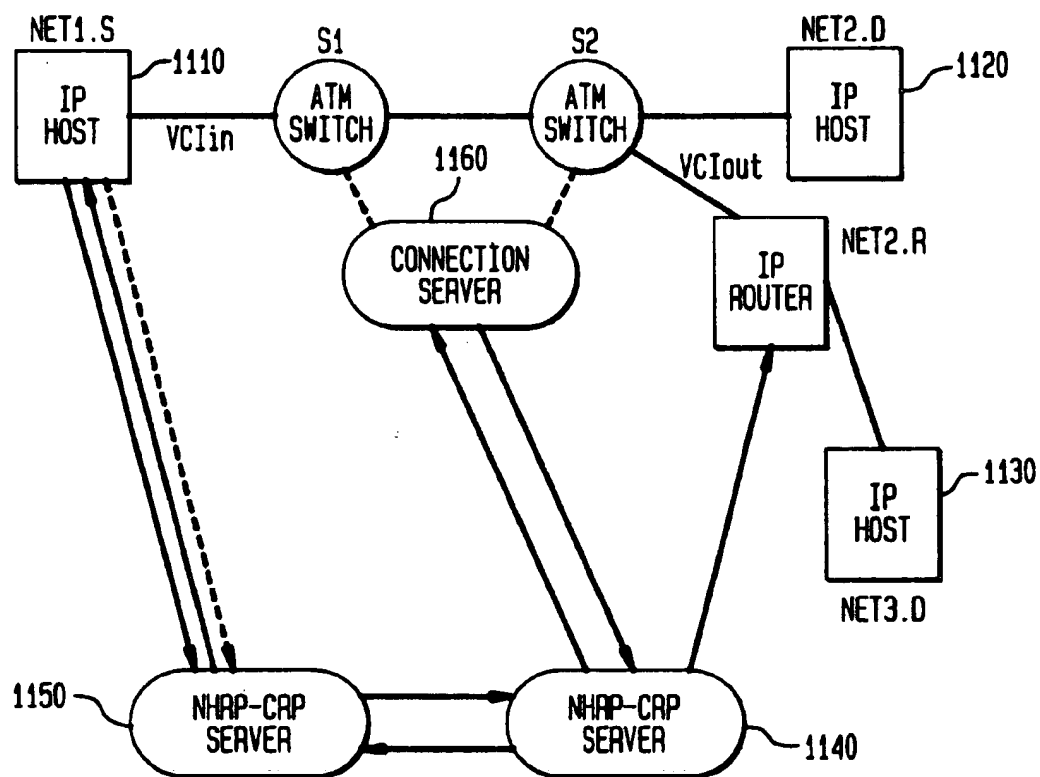 NET1.S
1110
IP
HOST
VCIin
S1
ATM
SWITCH
S2
ATM
SWITCH
NET2.D
1120
IP
HOST
1160
VCIout
CONNECTION
SERVER
NET2.R
IP
ROUTER
1130
IP
HOST
NET3.D
1150
NHRP-CRP
SERVER
NHRP-CRP
SERVER
1140